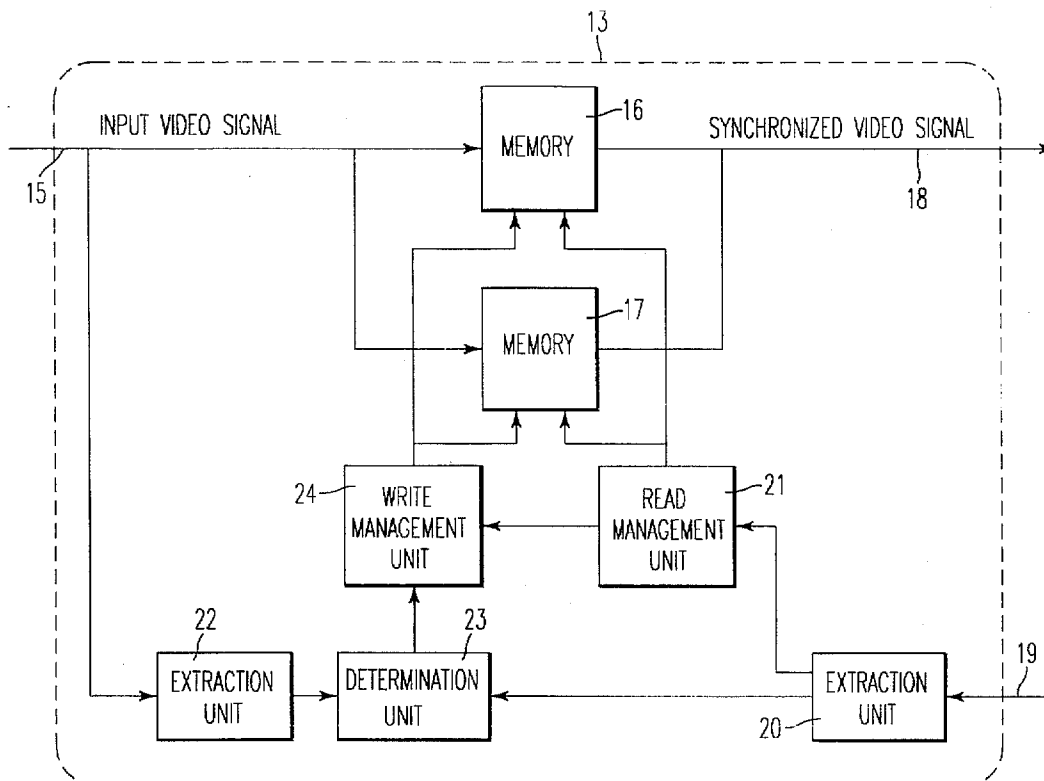 13
INPUT VIDEO SIGNAL
16
SYNCHRONIZED VIDEO SIGNAL
MEMORY
15
18
17
MEMORY
24
WRITE
MANAGEMENT
UNIT
21
READ
MANAGEMENT
UNIT
22
EXTRACTION
UNIT
23
DETERMINATION
UNIT
EXTRACTION
UNIT
20
19